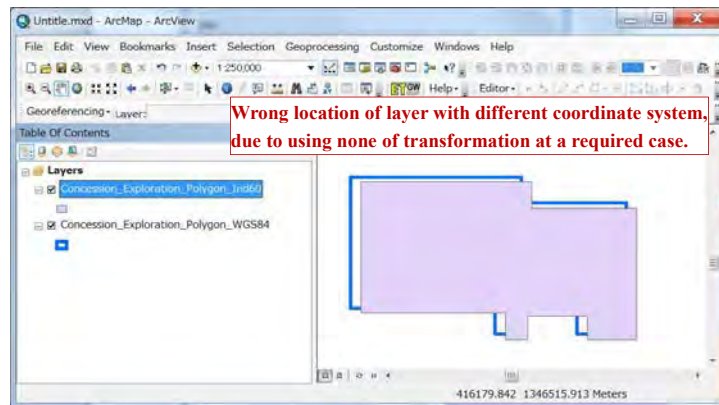 Untitle.mxd - ArcMap - ArcView
File Edit View Bookmarks Insert Selection Geoprocessing Customize Windows Help
1:250,000
Help Editor
Georeferencing Layer:
Wrong location of layer with different coordinate system,
due to using none of transformation at a required case.
Table Of Contents
Layers
Concession_Exploration_Polygon_Ind60
Concession_Exploration_Polygon_WGS84
416179.842 1346515.913 Meters